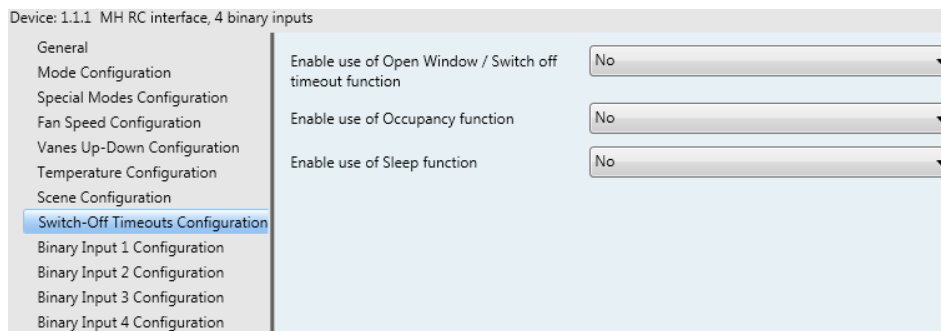 Device: 1.1.1 MH RC interface, 4 binary inputs
General
Mode Configuration
Special Modes Configuration
Fan Speed Configuration
Vanes Up-Down Configuration
Temperature Configuration
Scene Configuration
Switch-Off Timeouts Configuration
Binary Input 1 Configuration
Binary Input 2 Configuration
Binary Input 3 Configuration
Binary Input 4 Configuration
Enable use of Open Window / Switch off
timeout function
No
Enable use of Occupancy function
No
Enable use of Sleep function
No